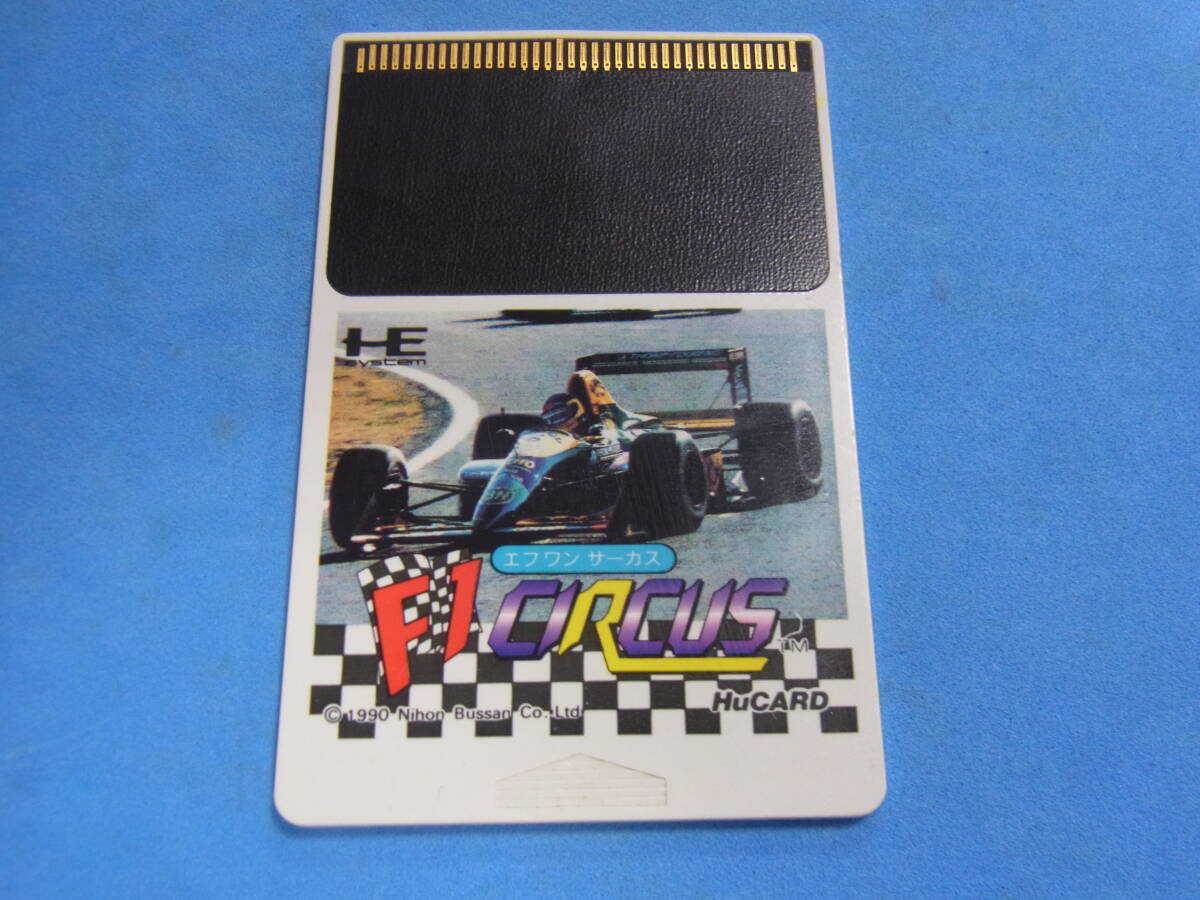 HE
system
エフワン サーカス
F1 CIRCUS
TM
HuCARD
© 1990 Nihon Bussan Co. Ltd